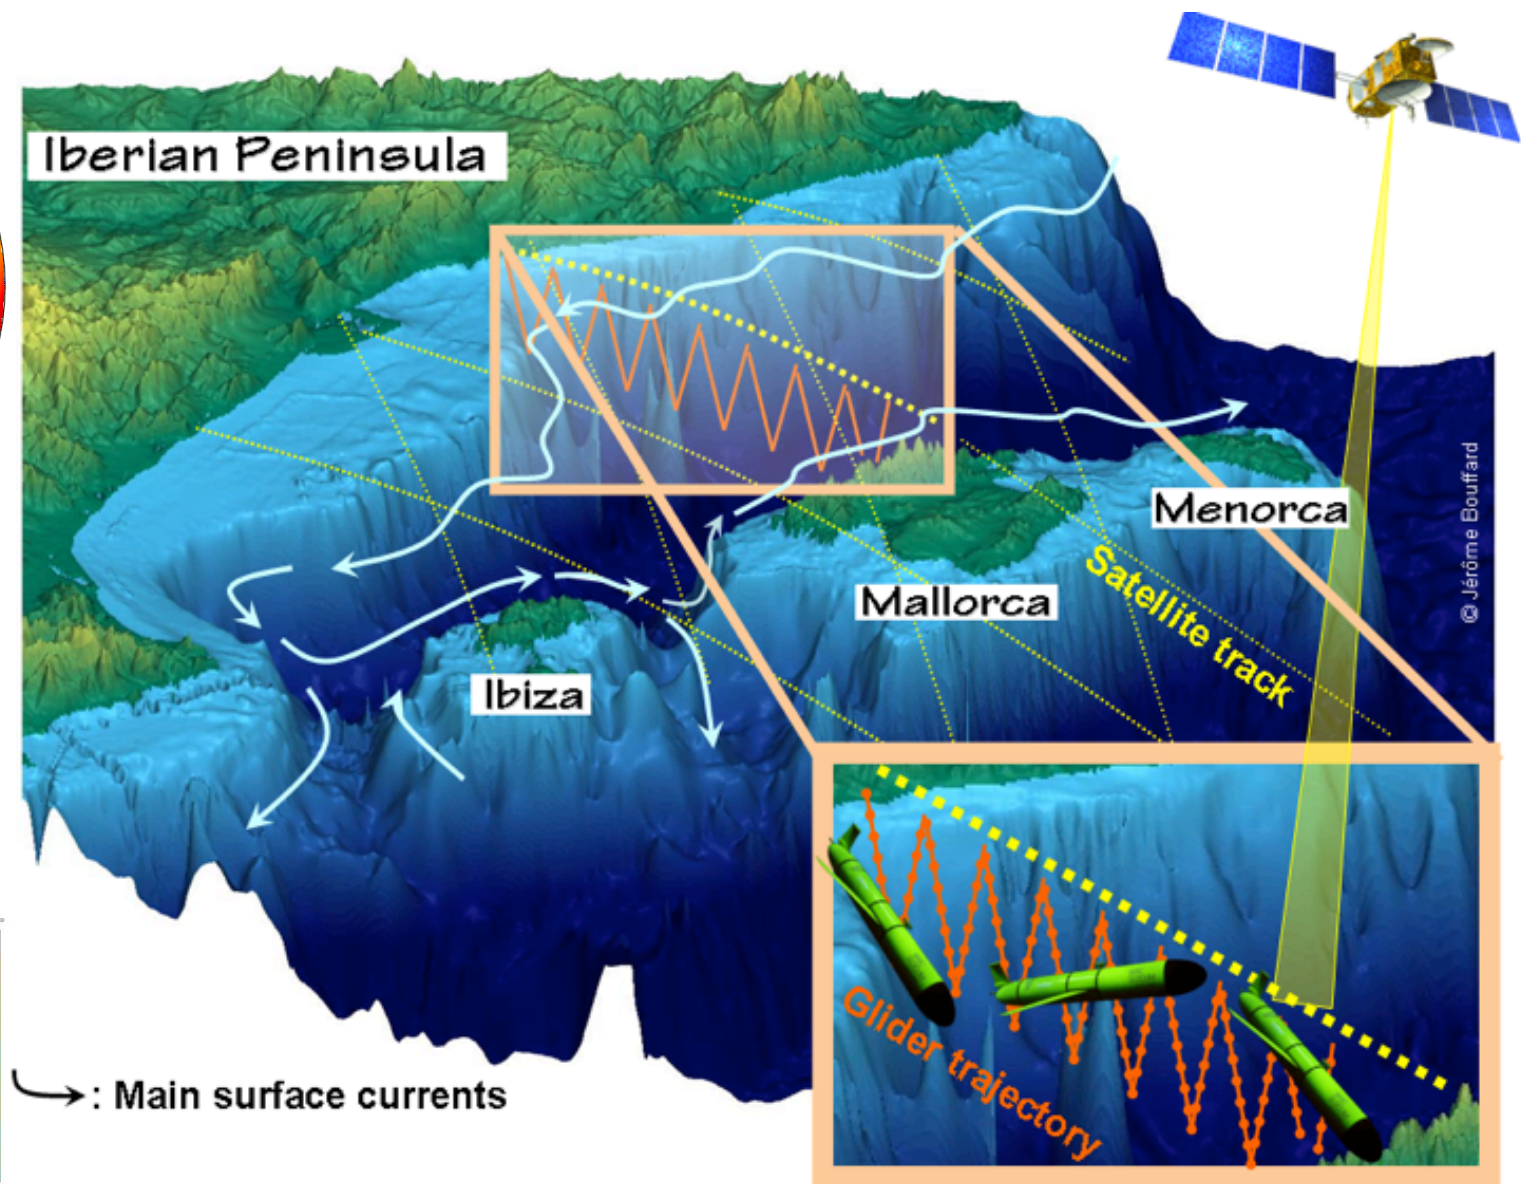 Iberian Peninsula
© Jérôme Bouffard
Menorca
Satellite track
Mallorca
Ibiza
Glider trajectory
: Main surface currents